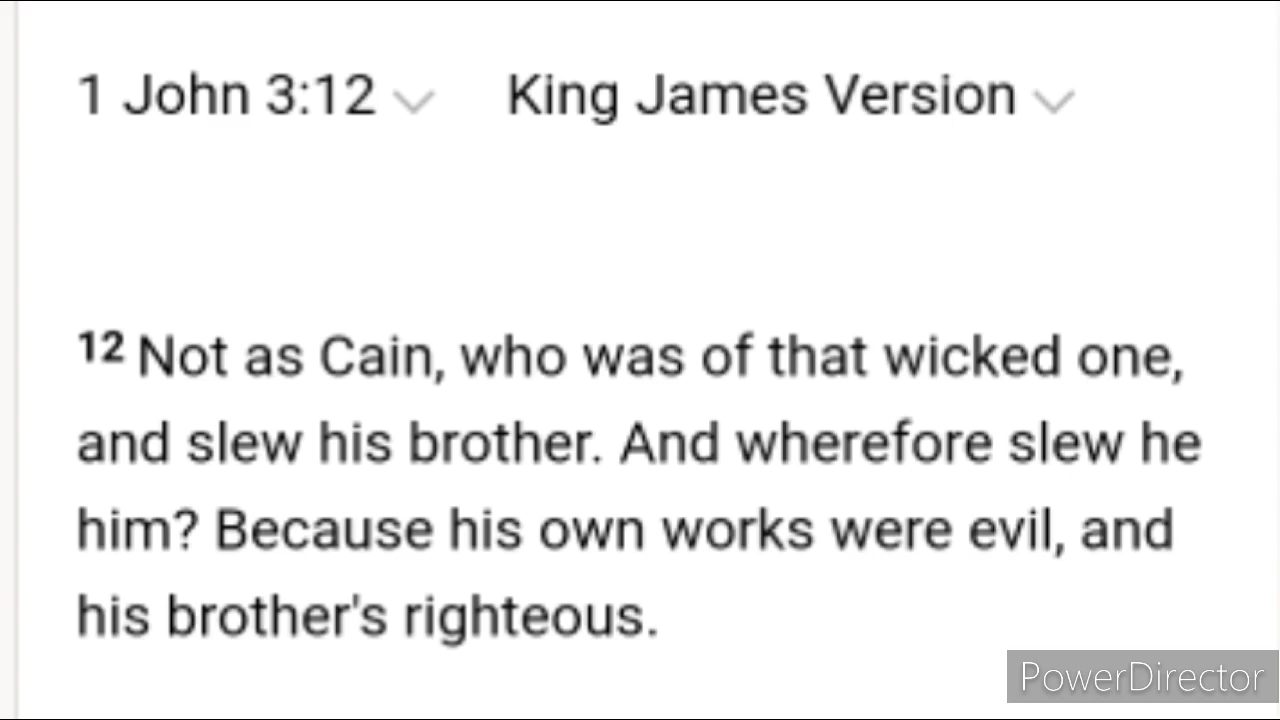 1 John 3:12 King James Version
12 Not as Cain, who was of that wicked one,
and slew his brother. And wherefore slew he
him? Because his own works were evil, and
his brother's righteous.
PowerDirector